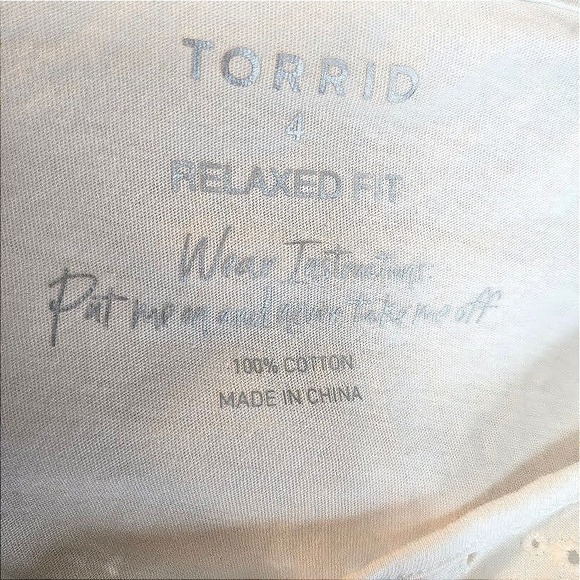 TORRID
4
RELAXED FIT
Wear Instructions:
Put me on and never take me off
100% COTTON
MADE IN CHINA